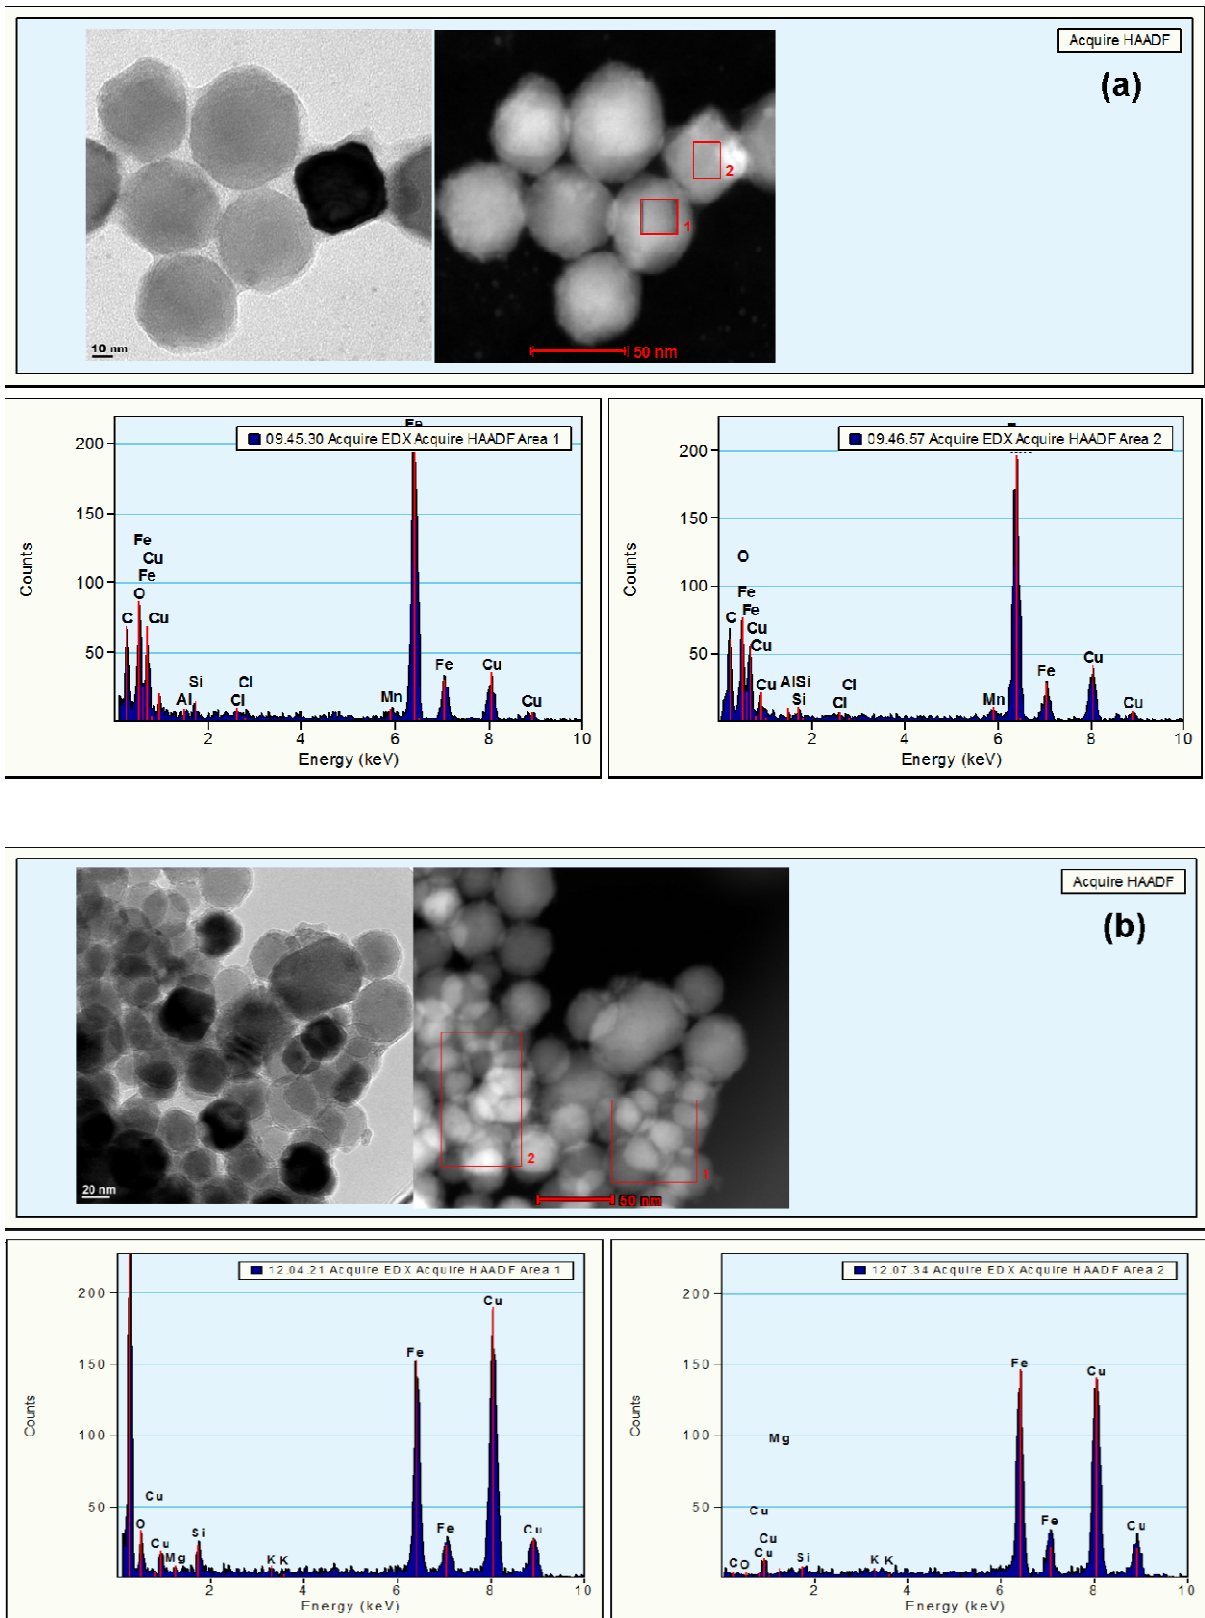 Acquire HAADF
(a)
2
1
10 nm
50 nm
09.45.30 Acquire EDX Acquire HAADF Area 1
Fe
200
150
100
50
Counts
Fe
Cu
Fe
O
C
Cu
Al
Si
Cl
Cl
Mn
Fe
Cu
Cu
2
4
6
8
10
Energy (keV)
09.46.57 Acquire EDX Acquire HAADF Area 2
200
150
100
50
Counts
O
Fe
Fe
C
Cu
Cu
Cu
AlSi
Si
Cl
Cl
Mn
Fe
Cu
Cu
2
4
6
8
10
Energy (keV)
Acquire HAADF
(b)
2
1
20 nm
50 nm
12.04.21 Acquire EDX Acquire HAADF Area 1
200
150
100
50
Counts
Cu
O
Cu
Mg
Si
K K
Fe
Fe
Cu
Cu
2
4
6
8
10
Energy (keV)
12.07.34 Acquire EDX Acquire HAADF Area 2
200
150
100
50
Counts
Mg
Cu
Cu
Cu
C O
Si
K K
Fe
Fe
Cu
Cu
2
4
6
8
10
Energy (keV)